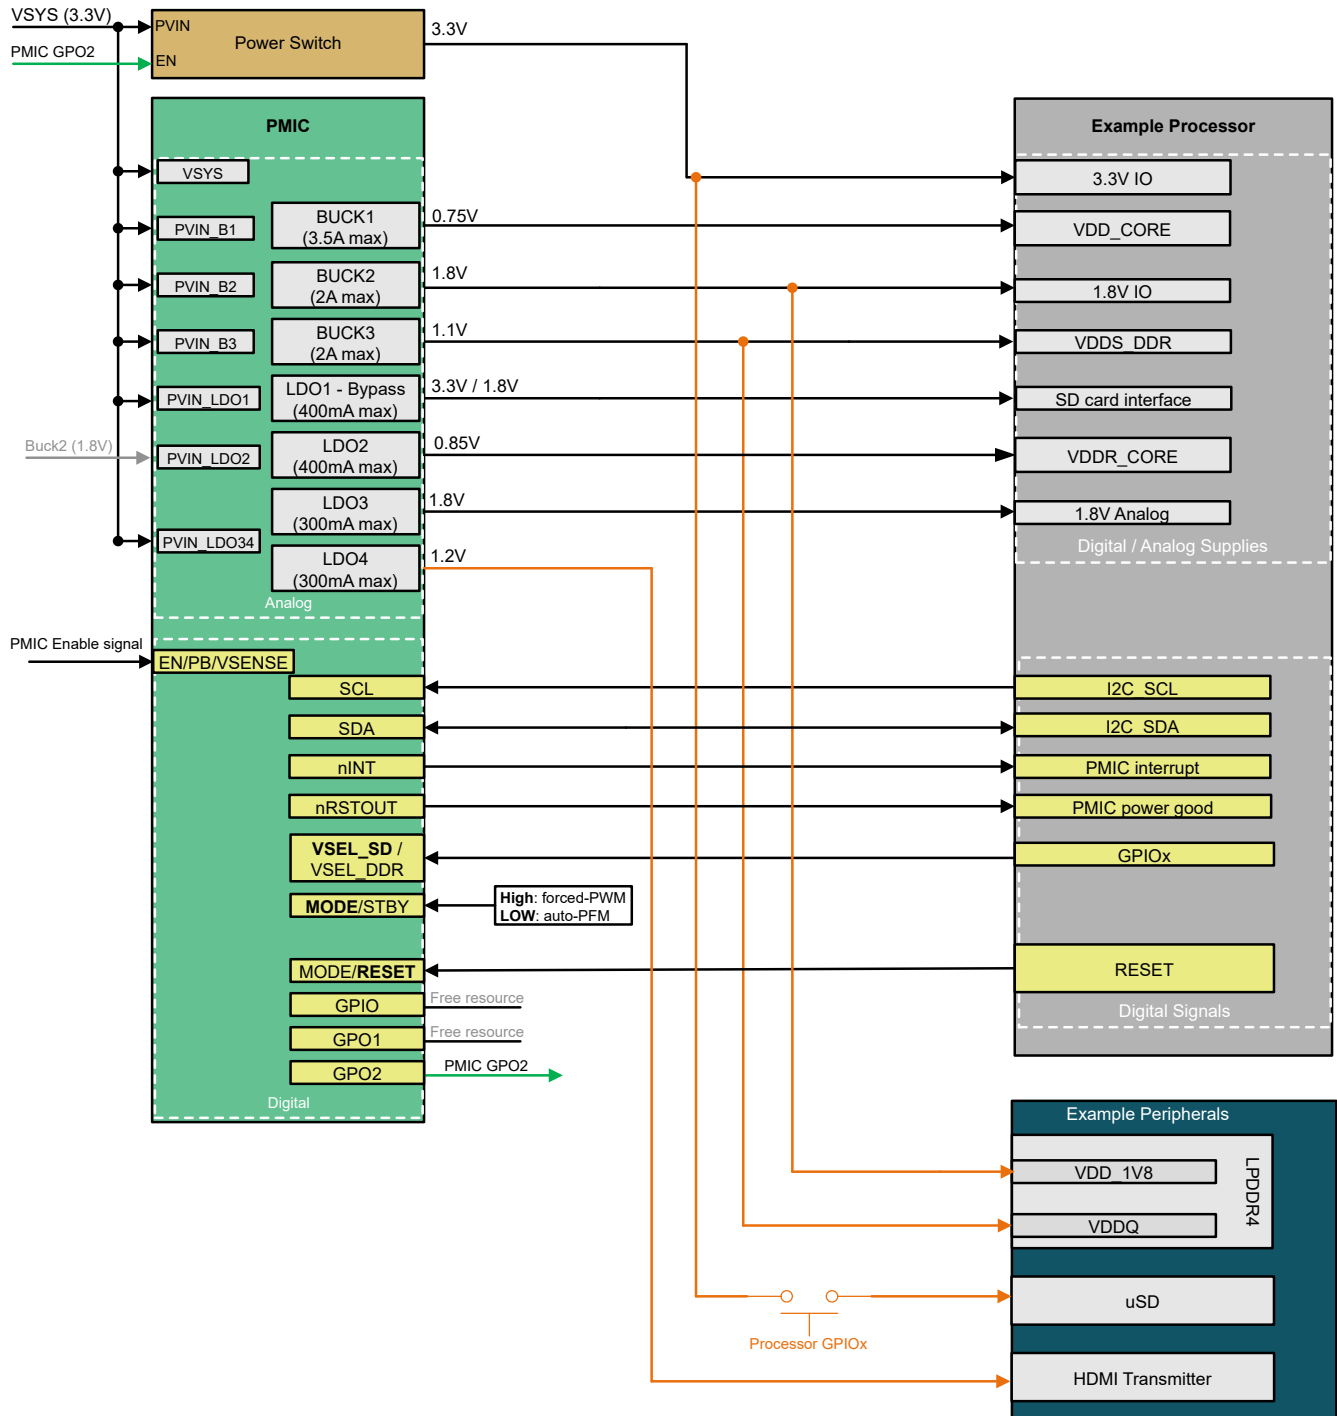 VSYS (3.3V)
PVIN
Power Switch
3.3V
PMIC GPO2
EN
PMIC
VSYS
PVIN_B1
BUCK1
(3.5A max)
0.75V
PVIN_B2
BUCK2
(2A max)
1.8V
PVIN_B3
BUCK3
(2A max)
1.1V
PVIN_LDO1
LDO1 - Bypass
(400mA max)
3.3V / 1.8V
Buck2 (1.8V)
PVIN_LDO2
LDO2
(400mA max)
0.85V
LDO3
(300mA max)
1.8V
PVIN_LDO34
LDO4
(300mA max)
1.2V
Analog
PMIC Enable signal
EN/PB/VSENSE
SCL
SDA
nINT
nRSTOUT
VSEL_SD /
VSEL_DDR
MODE/STBY
High: forced-PWM
LOW: auto-PFM
MODE/RESET
GPIO
Free resource
GPO1
Free resource
GPO2
PMIC GPO2
Digital
Example Processor
3.3V IO
VDD_CORE
1.8V IO
VDDS_DDR
SD card interface
VDDR_CORE
1.8V Analog
Digital / Analog Supplies
I2C_SCL
I2C_SDA
PMIC interrupt
PMIC power good
GPIOx
RESET
Digital Signals
Example Peripherals
VDD_1V8
VDDQ
LPDDR4
uSD
Processor GPIOx
HDMI Transmitter